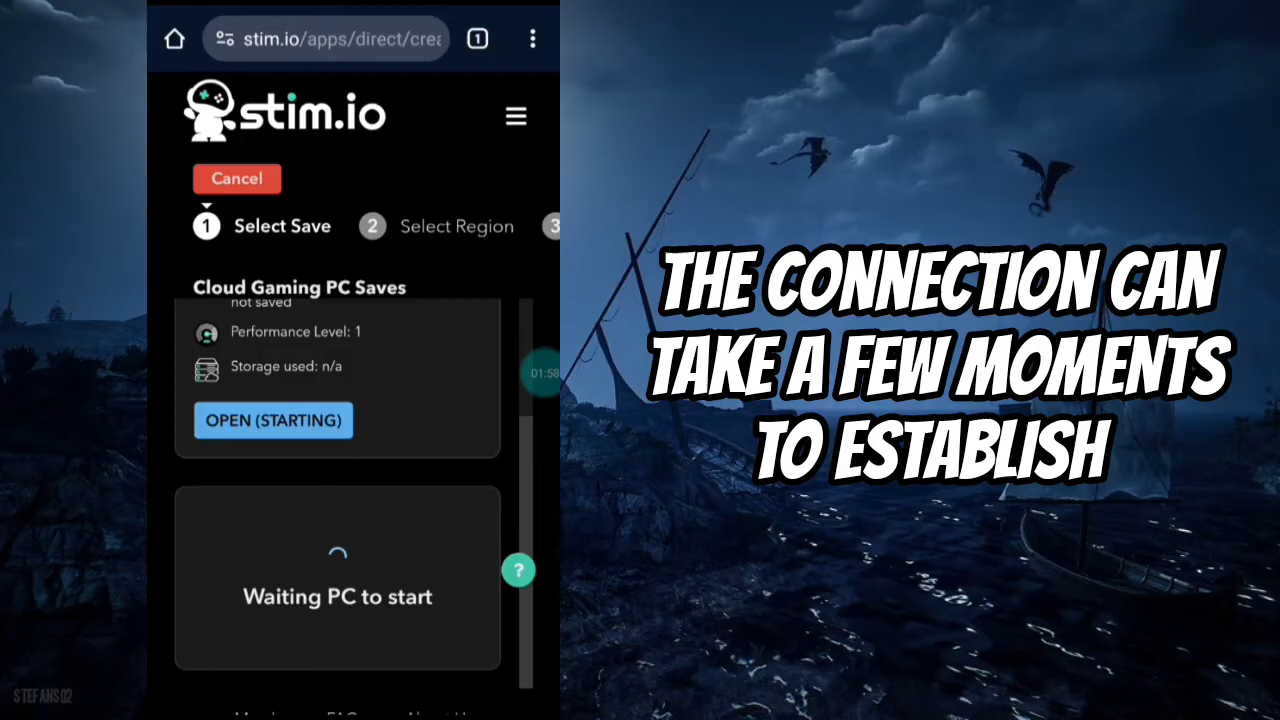 stim.io/apps/direct/crea
1
stim.io
Cancel
1 Select Save 2 Select Region 3
Cloud Gaming PC Saves
not saved
Performance Level: 1
Storage used: n/a
01:58
OPEN (STARTING)
?
Waiting PC to start
THE CONNECTION CAN
TAKE A FEW MOMENTS
TO ESTABLISH
STEFANS02